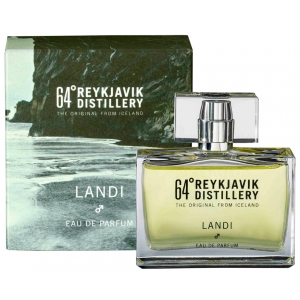 64° REYKJAVIK
DISTILLERY
THE ORIGINAL FROM ICELAND
LANDI
♂
EAU DE PARFUM
64° REYKJAVIK
DISTILLERY
THE ORIGINAL FROM ICELAND
LANDI
♂
EAU DE PARFUM